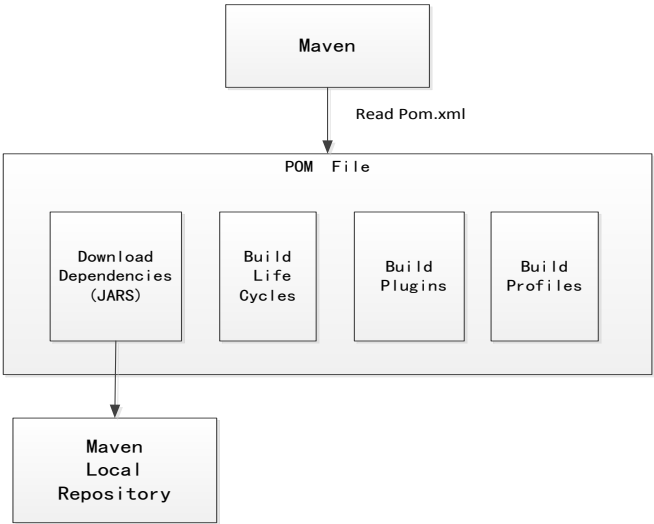 Maven
Read Pom.xml
POM File
Download
Dependencies
(JARS)
Build
Life
Cycles
Build
Plugins
Build
Profiles
Maven
Local
Repository